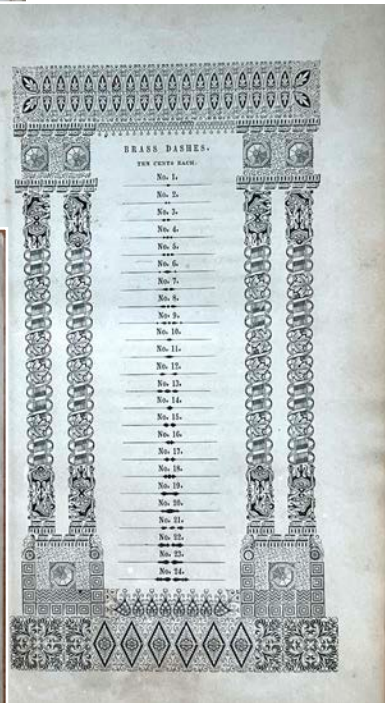 BRASS DASHES.
TEN CENTS EACH.
No. 1.
No. 2.
No. 3.
No. 4.
No. 5.
No. 6.
No. 7.
No. 8.
No. 9.
No. 10.
No. 11.
No. 12.
No. 13.
No. 14.
No. 15.
No. 16.
No. 17.
No. 18.
No. 19.
No. 20.
No. 21.
No. 22.
No. 23.
No. 24.